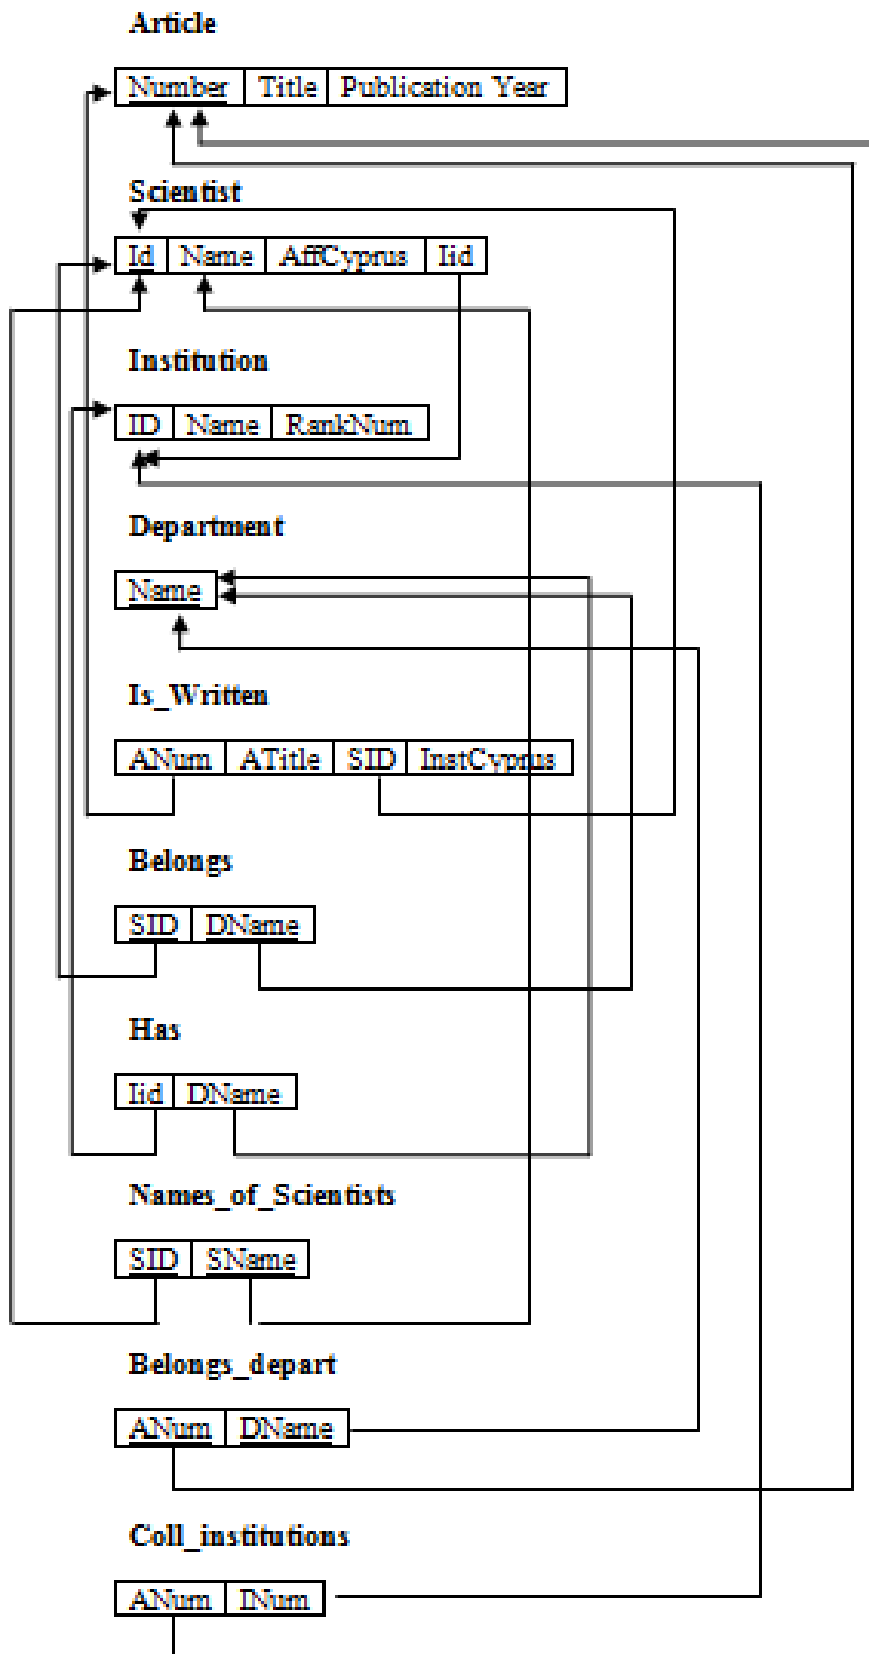 Article
Number Title Publication Year
Scientist
Id Name AffCyprus Iid
Institution
ID Name RankNum
Department
Name
Is_Written
ANum ATitle SID InstCyprus
Belongs
SID DName
Has
Iid DName
Names_of_Scientists
SID SName
Belongs_depart
ANum DName
Coll_institutions
ANum INum